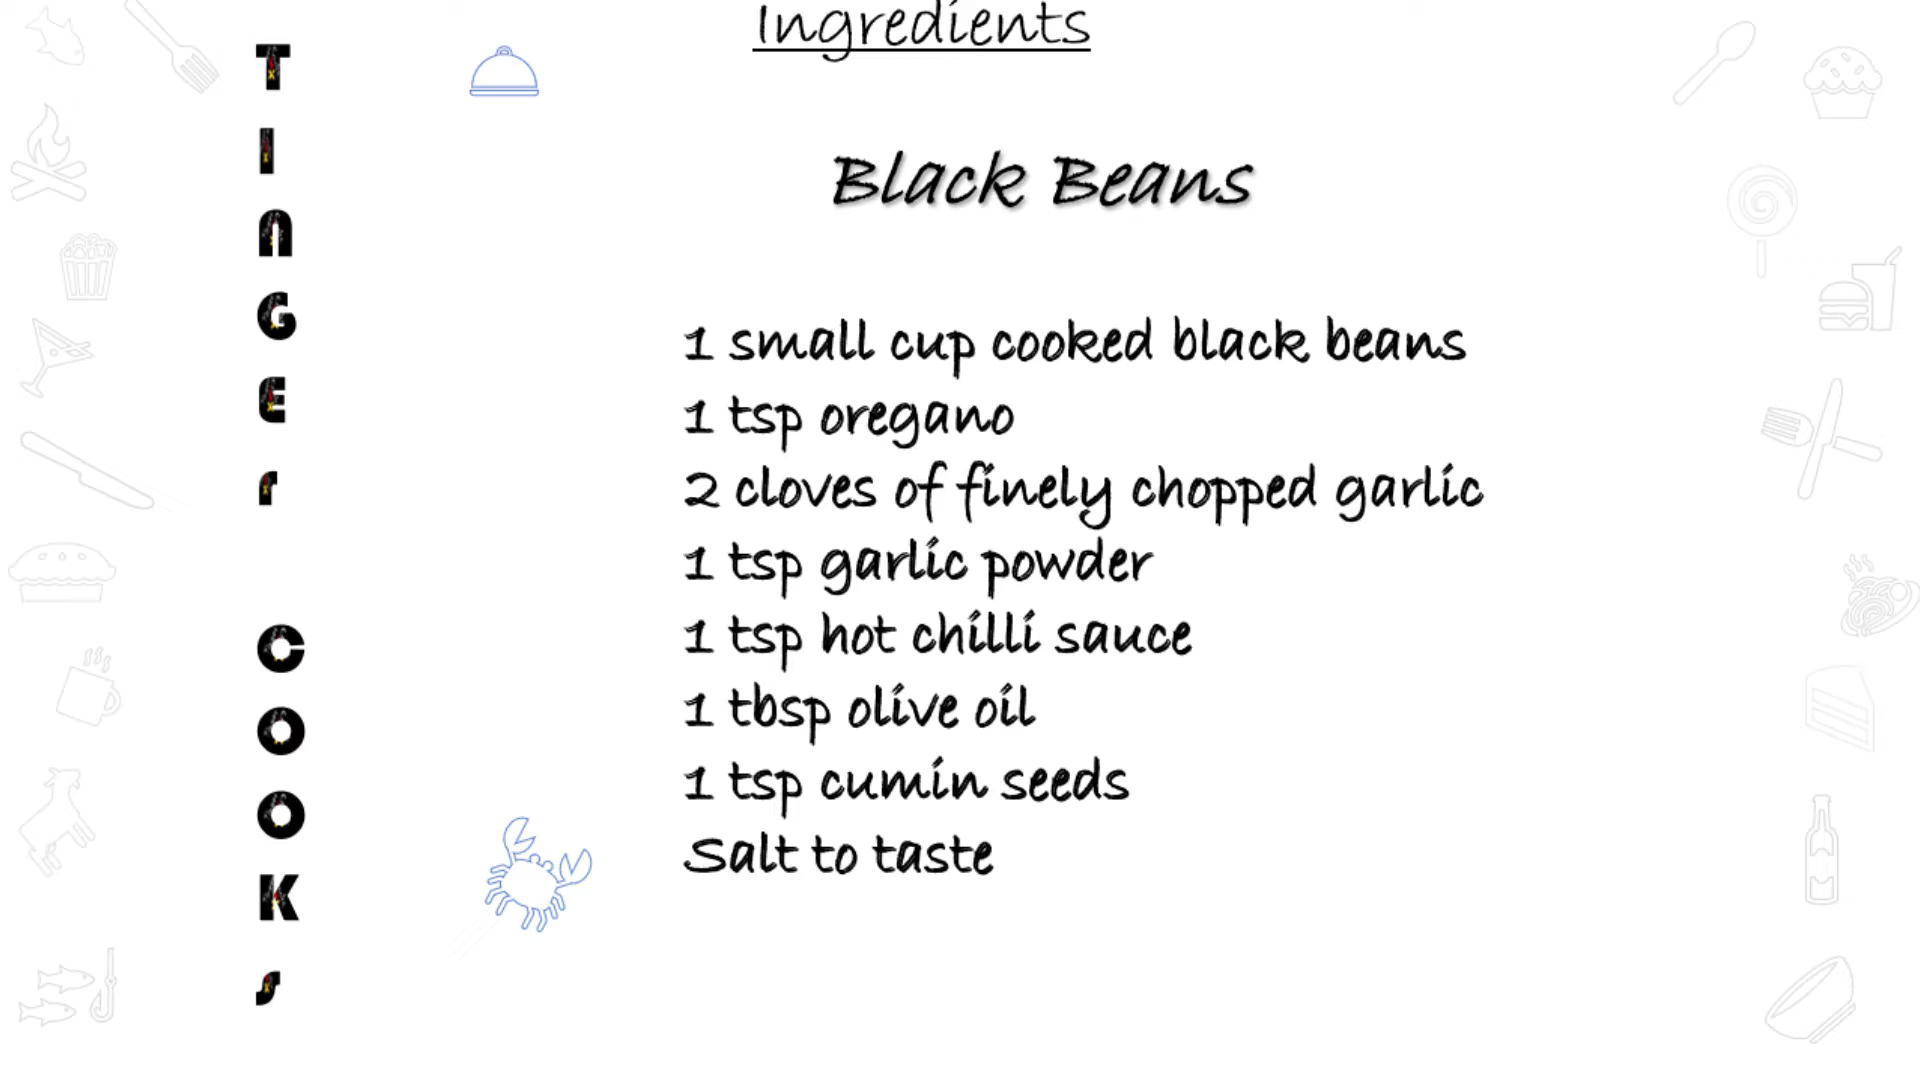 Ingredients
Black Beans
1 small cup cooked black beans
1 tsp oregano
2 cloves of finely chopped garlic
1 tsp garlic powder
1 tsp hot chilli sauce
1 tbsp olive oil
1 tsp cumin seeds
Salt to taste
TINGEr COOKs